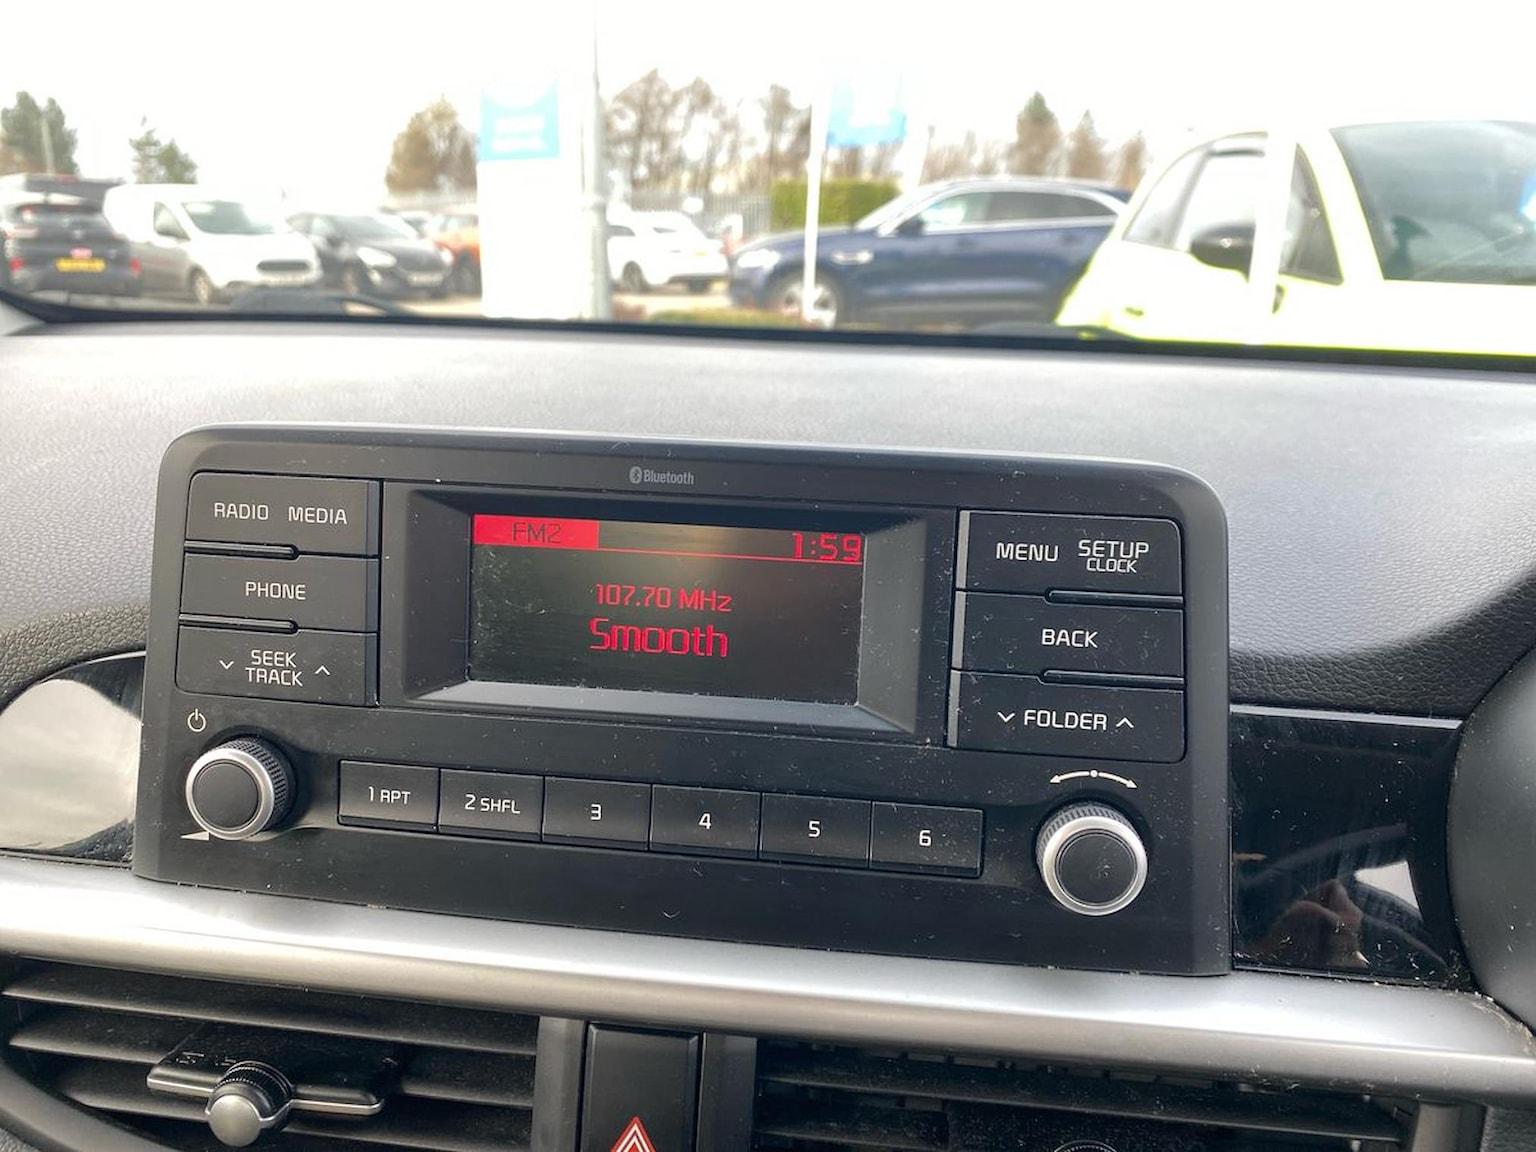 Bluetooth
RADIO MEDIA
FM2 1:59
MENU SETUP
CLOCK
PHONE
107.70 MHz
Smooth
BACK
SEEK
TRACK
FOLDER
1 RPT
2 SHFL
3
4
5
6